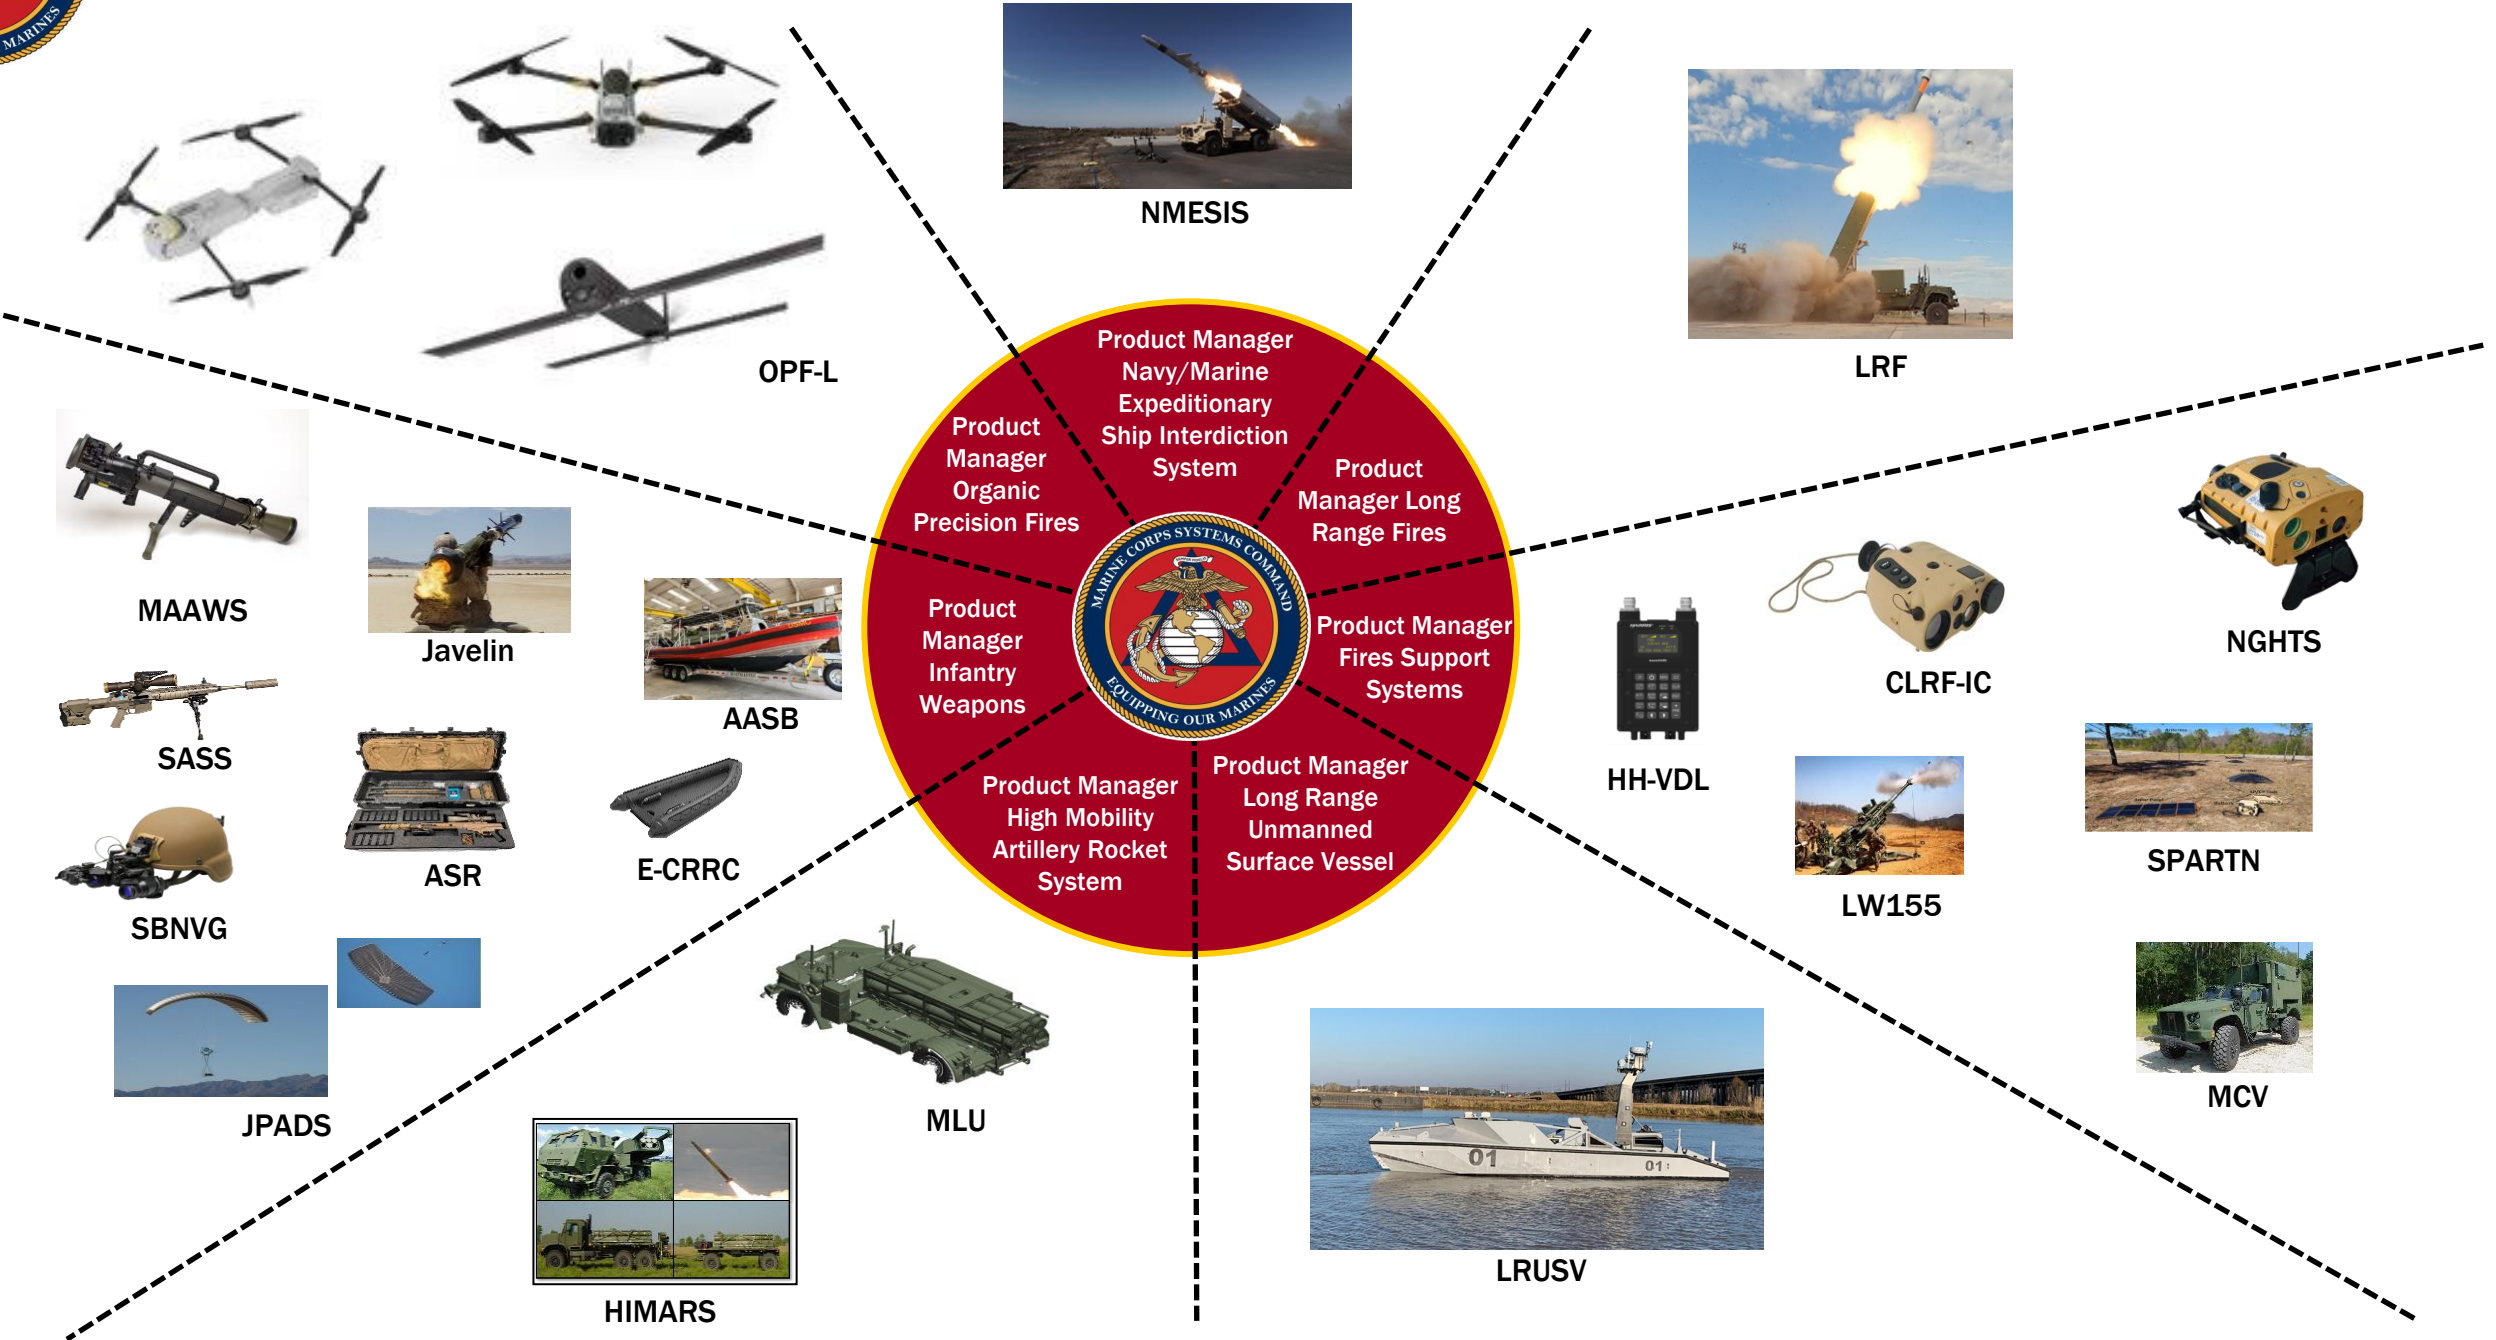 MARINES
NMESIS
LRF
OPF-L
Product Manager
Navy/Marine
Expeditionary
Ship Interdiction
System
Product
Manager
Organic
Precision Fires
Product
Manager Long
Range Fires
MARINE CORPS SYSTEMS COMMAND
EQUIPPING OUR MARINES
Product
Manager
Infantry
Weapons
Product Manager
Fires Support
Systems
Product Manager
High Mobility
Artillery Rocket
System
Product Manager
Long Range
Unmanned
Surface Vessel
MAAWS
Javelin
AASB
SASS
ASR
E-CRRC
SBNVG
JPADS
NGHTS
CLRF-IC
HH-VDL
SPARTN
LW155
MCV
MLU
HIMARS
01
01
LRUSV